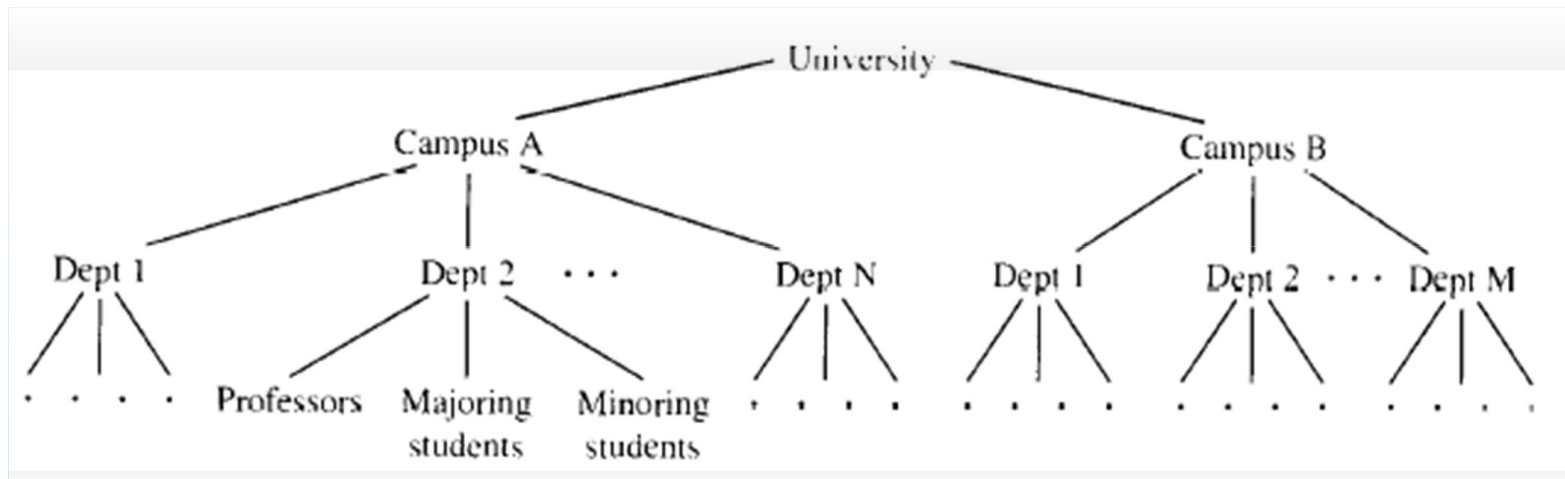 University
Campus A Campus B
Dept 1 Dept 2 . . . Dept N Dept 1 Dept 2 . . . Dept M
. . . . Professors Majoring Minoring . . . . . . . . . . . . . . . .
students students